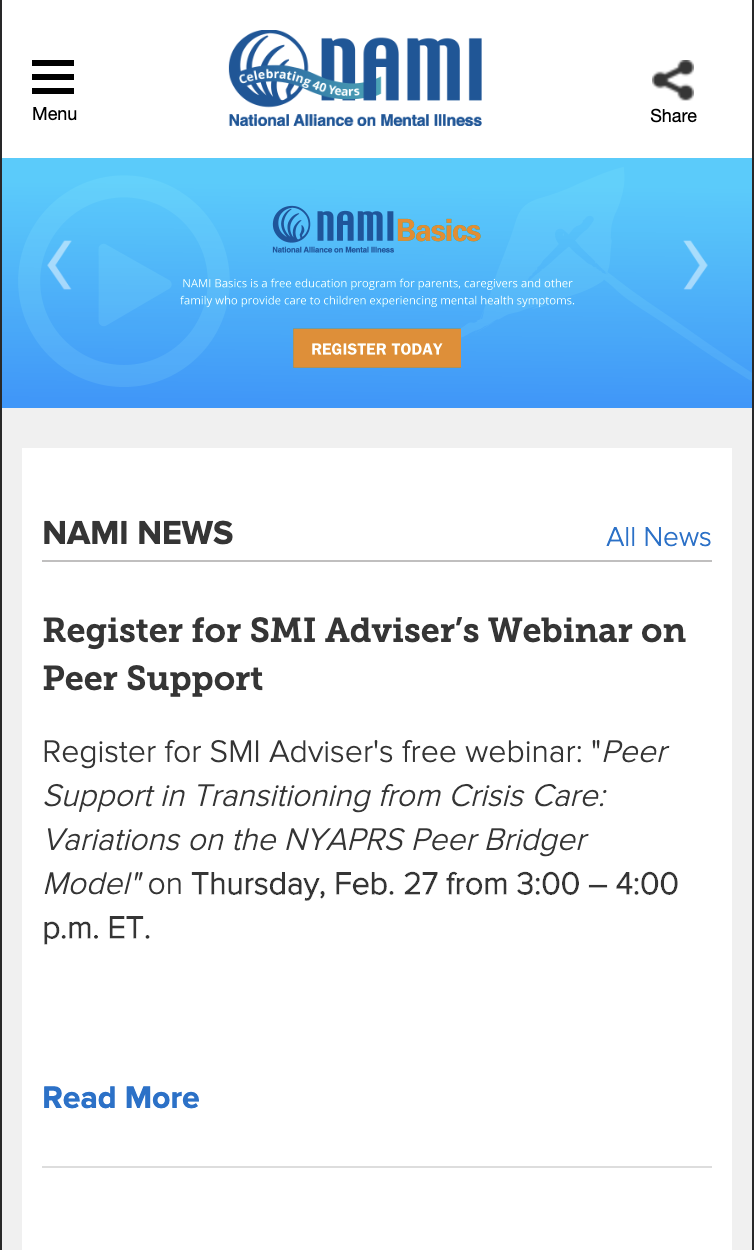 Menu
Celebrating 40 Years
NAMI
National Alliance on Mental Illness
Share
NAMI Basics
National Alliance on Mental Illness
NAMI Basics is a free education program for parents, caregivers and other
family who provide care to children experiencing mental health symptoms.
REGISTER TODAY
NAMI NEWS
All News
Register for SMI Adviser’s Webinar on
Peer Support
Register for SMI Adviser's free webinar: "Peer
Support in Transitioning from Crisis Care:
Variations on the NYAPRS Peer Bridger
Model" on Thursday, Feb. 27 from 3:00 – 4:00
p.m. ET.
Read More